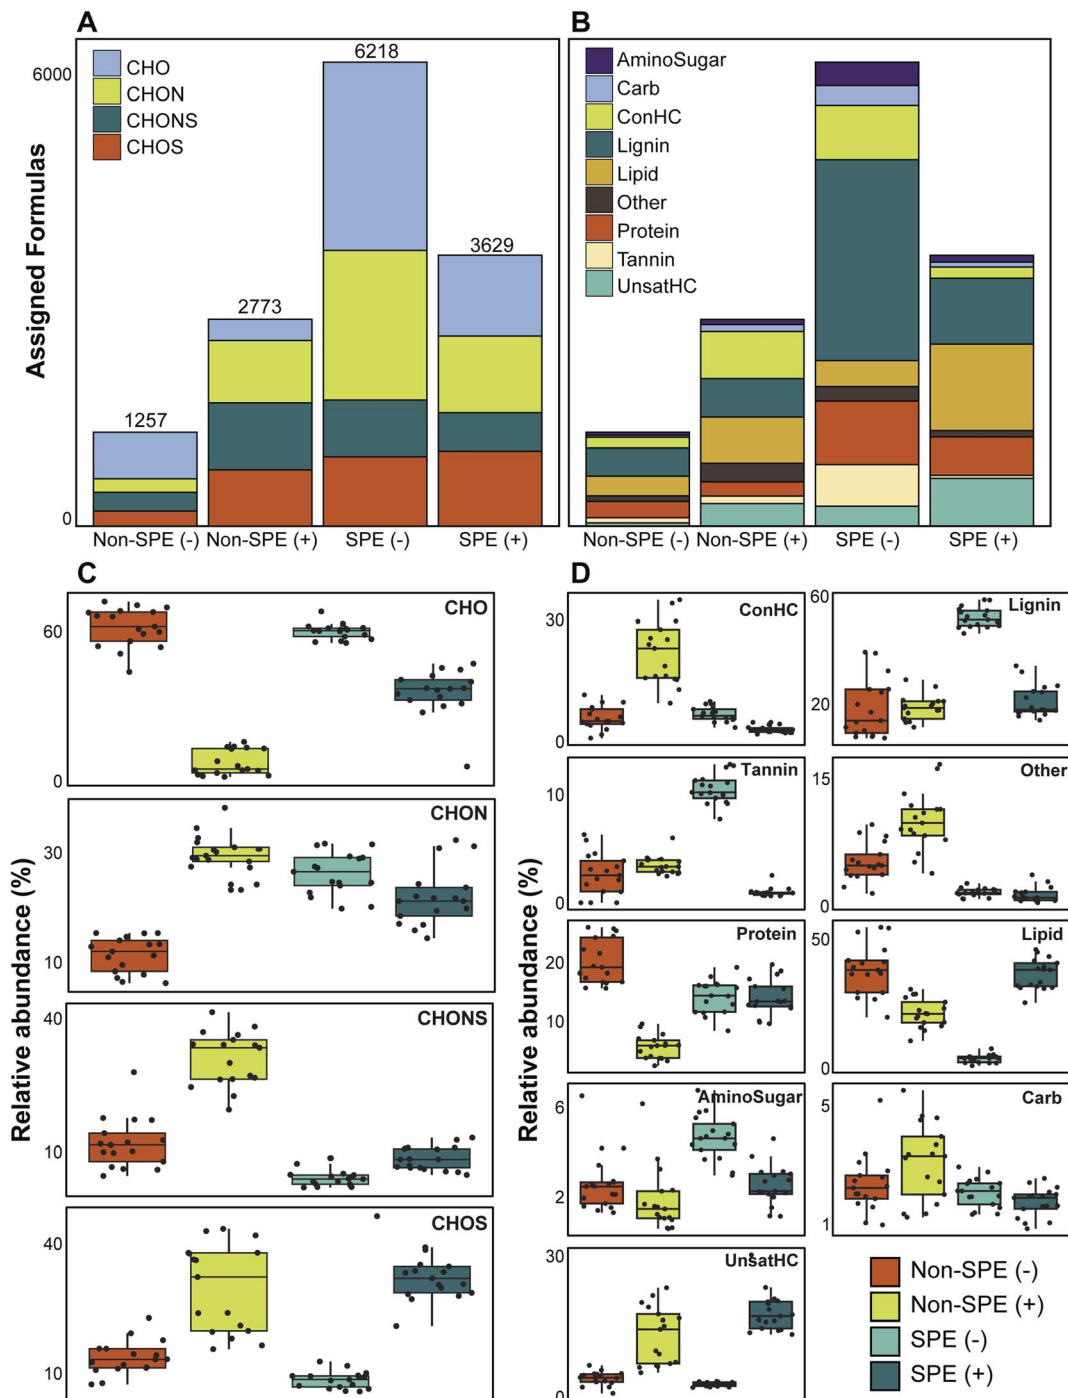 A
B
6000
0
Assigned Formulas
CHO
CHON
CHONS
CHOS
1257
2773
6218
3629
Non-SPE (-)
Non-SPE (+)
SPE (-)
SPE (+)
AminoSugar
Carb
ConHC
Lignin
Lipid
Other
Protein
Tannin
UnsatHC
Non-SPE (-)
Non-SPE (+)
SPE (-)
SPE (+)
C
Relative abundance (%)
CHO
60
0
CHON
30
10
CHONS
40
10
CHOS
40
10
D
Relative abundance (%)
ConHC
30
0
Lignin
60
20
Tannin
10
0
Other
15
0
Protein
20
10
Lipid
50
0
AminoSugar
6
2
Carb
5
1
UnsatHC
30
0
Non-SPE (-)
Non-SPE (+)
SPE (-)
SPE (+)